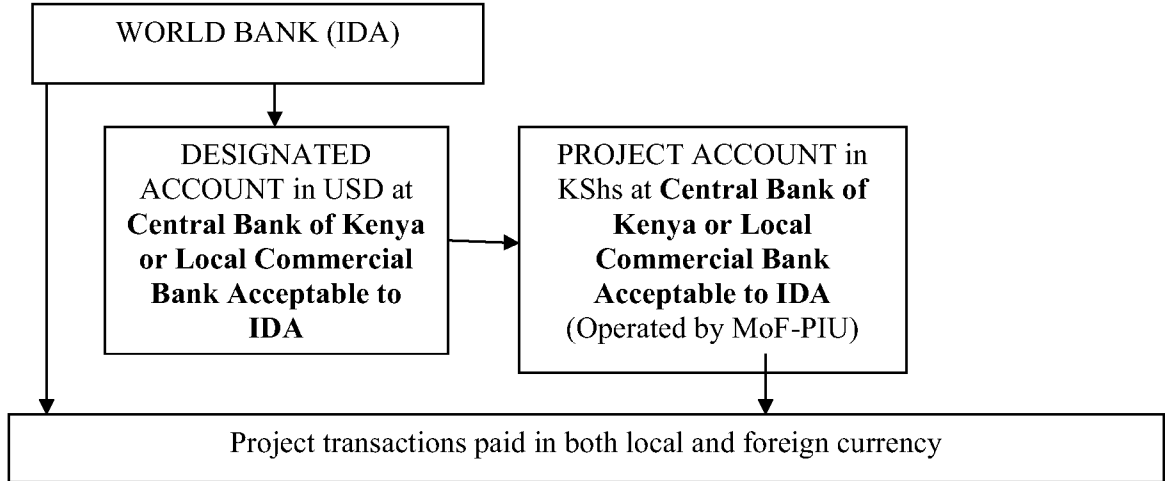 WORLD BANK (IDA)
DESIGNATED
ACCOUNT in USD at
Central Bank of Kenya
or Local Commercial
Bank Acceptable to
IDA
PROJECT ACCOUNT in
KShs at Central Bank of
Kenya or Local
Commercial Bank
Acceptable to IDA
(Operated by MoF-PIU)
Project transactions paid in both local and foreign currency